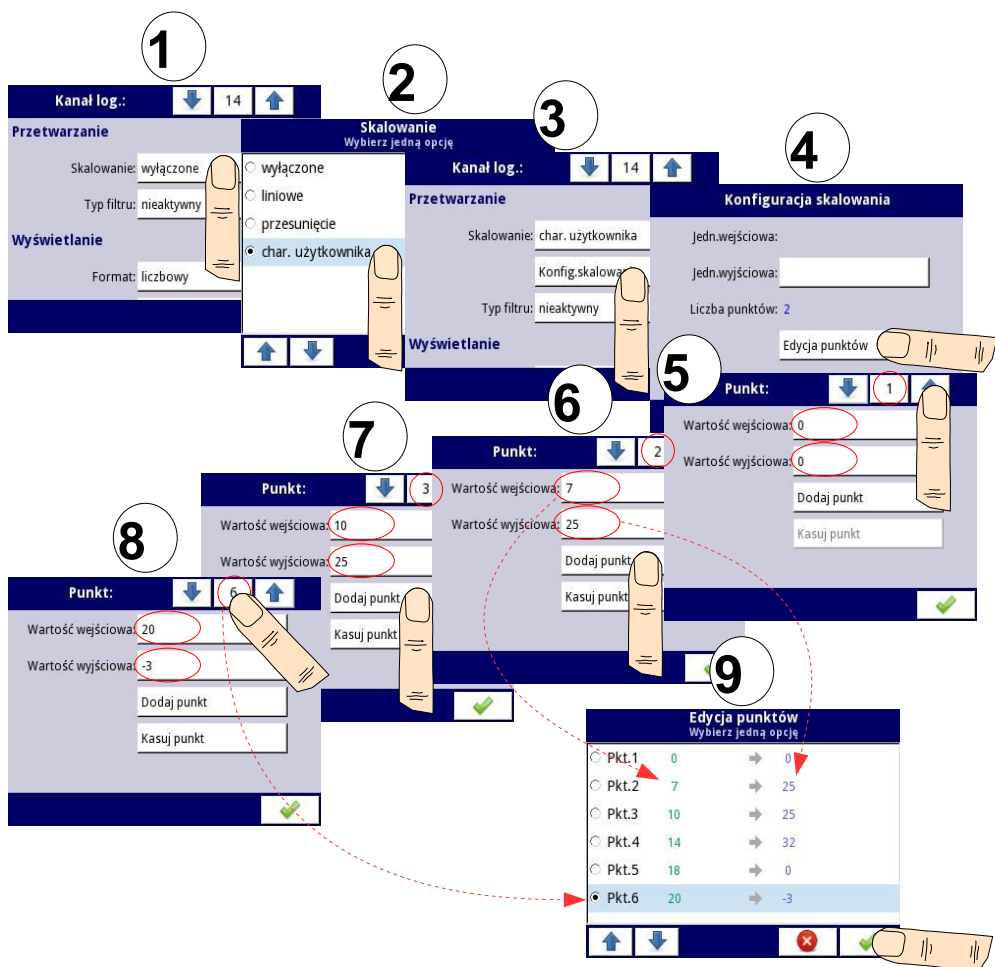 1
Kanał log.: 14
Przetwarzanie
Skalowanie: wyłączone
Typ filtru: nieaktywny
Wyświetlanie
Format: liczbowy
2
Skalowanie
Wybierz jedną opcję
wyłączone
liniowe
przesunięcie
char. użytkownika
3
Kanał log.: 14
Przetwarzanie
Skalowanie: char. użytkownika
Konfig.skalowan
Typ filtru: nieaktywny
Wyświetlanie
4
Konfiguracja skalowania
Jedn.wejściowa:
Jedn.wyjściowa:
Liczba punktów: 2
Edycja punktów
5
Punkt: 1
Wartość wejściowa: 0
Wartość wyjściowa: 0
Dodaj punkt
Kasuj punkt
6
Punkt: 2
Wartość wejściowa: 7
Wartość wyjściowa: 25
Dodaj punkt
Kasuj punkt
7
Punkt: 3
Wartość wejściowa: 10
Wartość wyjściowa: 25
Dodaj punkt
Kasuj punkt
8
Punkt: 6
Wartość wejściowa: 20
Wartość wyjściowa: -3
Dodaj punkt
Kasuj punkt
9
Edycja punktów
Wybierz jedną opcję
Pkt.1 0 0
Pkt.2 7 25
Pkt.3 10 25
Pkt.4 14 32
Pkt.5 18 0
Pkt.6 20 -3